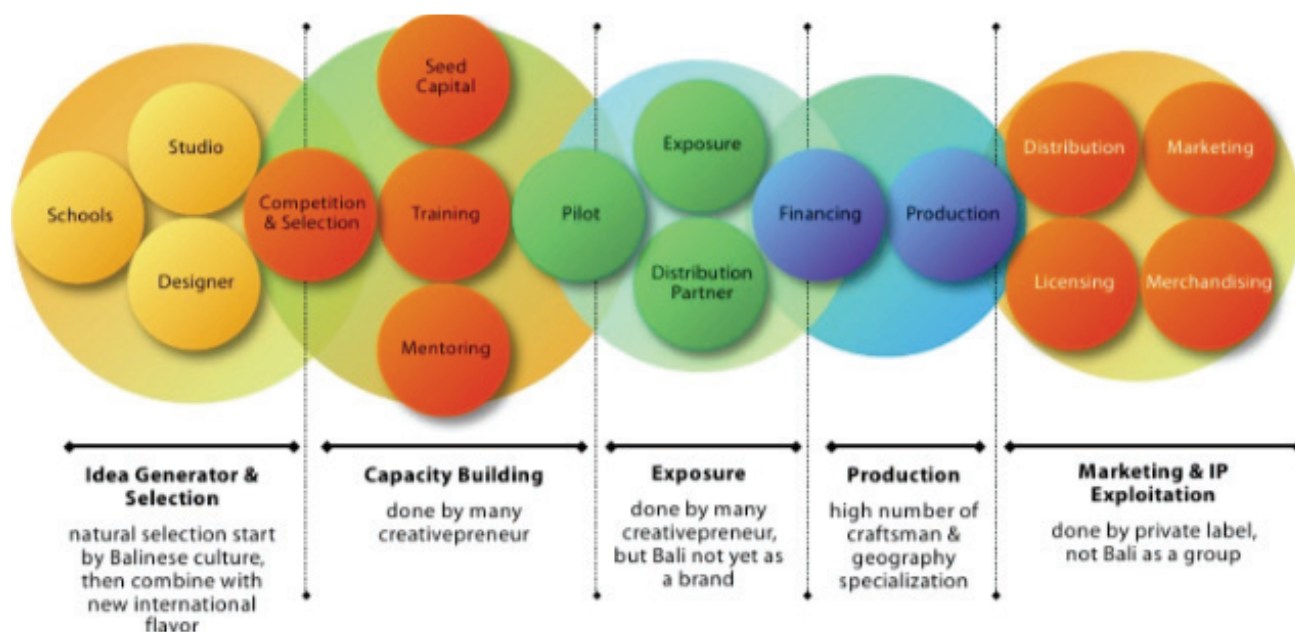 Schools
Studio
Designer
Competition
& Selection
Seed
Capital
Training
Mentoring
Pilot
Exposure
Distribution
Partner
Financing
Production
Distribution
Marketing
Licensing
Merchandising
Idea Generator &
Selection
natural selection start
by Balinese culture,
then combine with
new international
flavor
Capacity Building
done by many
creativepreneur
Exposure
done by many
creativepreneur,
but Bali not yet as
a brand
Production
high number of
craftsman &
geography
specialization
Marketing & IP
Exploitation
done by private label,
not Bali as a group